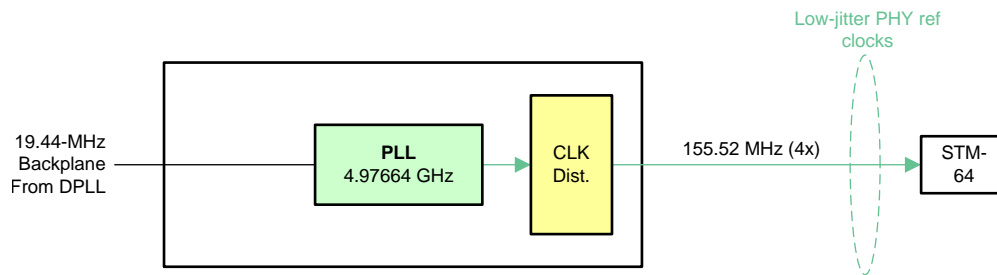 Low-jitter PHY ref
clocks
19.44-MHz
Backplane
From DPLL
PLL
4.97664 GHz
CLK
Dist.
155.52 MHz (4x)
STM-
64